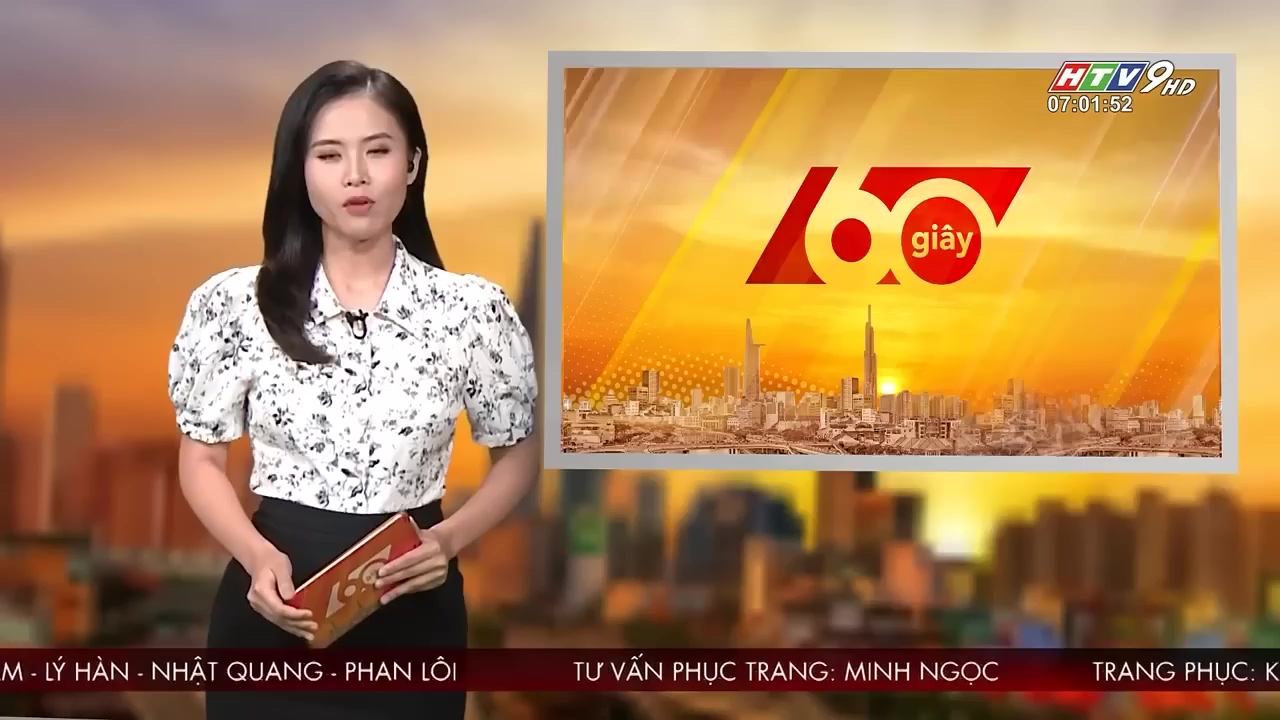 HTV9HD
07:01:52
60
giây
60
M - LÝ HÀN - NHẬT QUANG - PHAN LÔI TƯ VẤN PHỤC TRANG: MINH NGỌC TRANG PHỤC: K